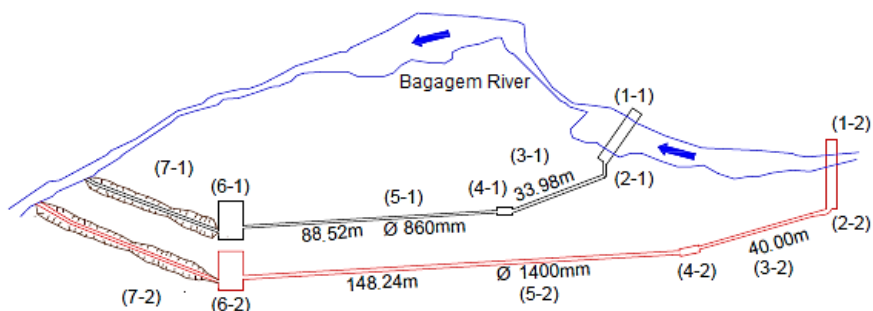 Bagagem River
(1-1)
(1-2)
(3-1)
(7-1)
(6-1)
(5-1)
(4-1)
33.98m
(2-1)
88.52m Ø 860mm
(2-2)
40.00m
(4-2)
(3-2)
148.24m
Ø 1400mm
(5-2)
(7-2)
(6-2)